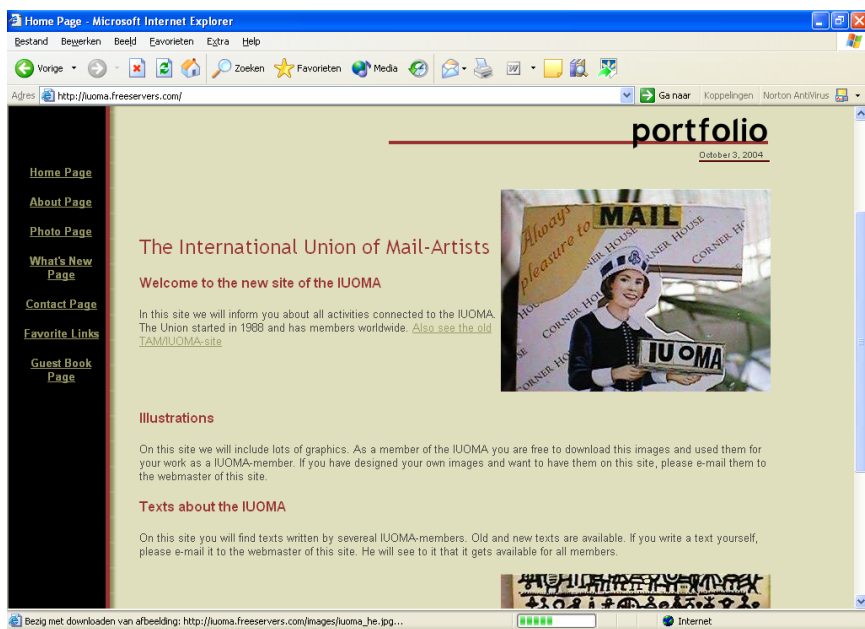 Home Page - Microsoft Internet Explorer
Bestand Bewerken Beeld Favorieten Extra Help
Vorige Zoeken Favorieten Media
Adres http://iuoma.freeservers.com/ Ga naar Koppelingen Norton AntiVirus
portfolio
October 3, 2004
Home Page
About Page
Photo Page
What's New
Page
Contact Page
Favorite Links
Guest Book
Page
The International Union of Mail-Artists
Welcome to the new site of the IUOMA
In this site we will inform you about all activities connected to the IUOMA.
The Union started in 1988 and has members worldwide. Also see the old
TAM/IUOMA-site
Always
pleasure to
MAIL
CORNER HOUSE
CORNER HOUSE
CORNER HOUSE
CORNER HOUSE
IUOMA
Illustrations
On this site we will include lots of graphics. As a member of the IUOMA you are free to download this images and used them for
your work as a IUOMA-member. If you have designed your own images and want to have them on this site, please e-mail them to
the webmaster of this site.
Texts about the IUOMA
On this site you will find texts written by severeal IUOMA-members. Old and new texts are available. If you write a text yourself,
please e-mail it to the webmaster of this site. He will see to it that it gets available for all members.
Bezig met downloaden van afbeelding: http://iuoma.freeservers.com/images/iuoma_he.jpg... Internet